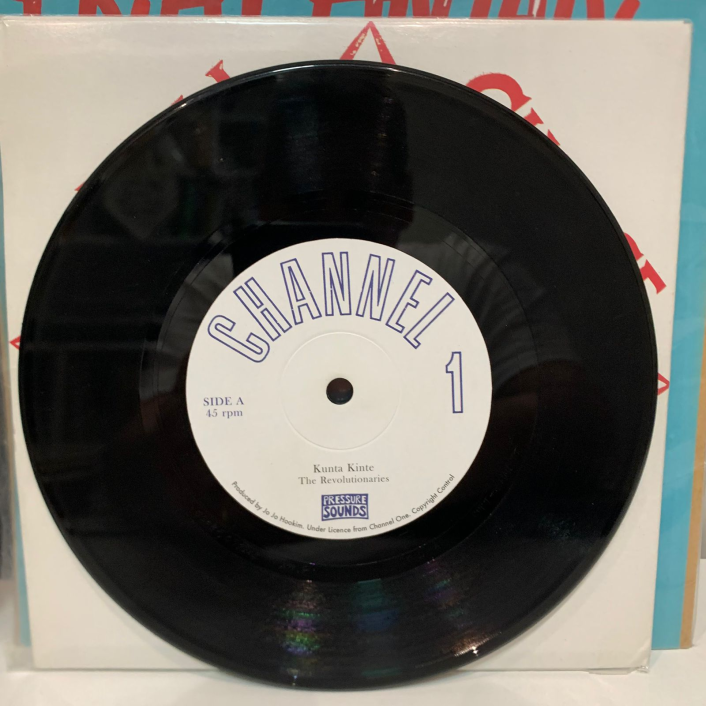 CHANNEL 1
SIDE A
45 rpm
Kunta Kinte
The Revolutionaries
PRESSURE
SOUNDS
Produced by Jo Jo Hookim. Under Licence from Channel One. Copyright Control